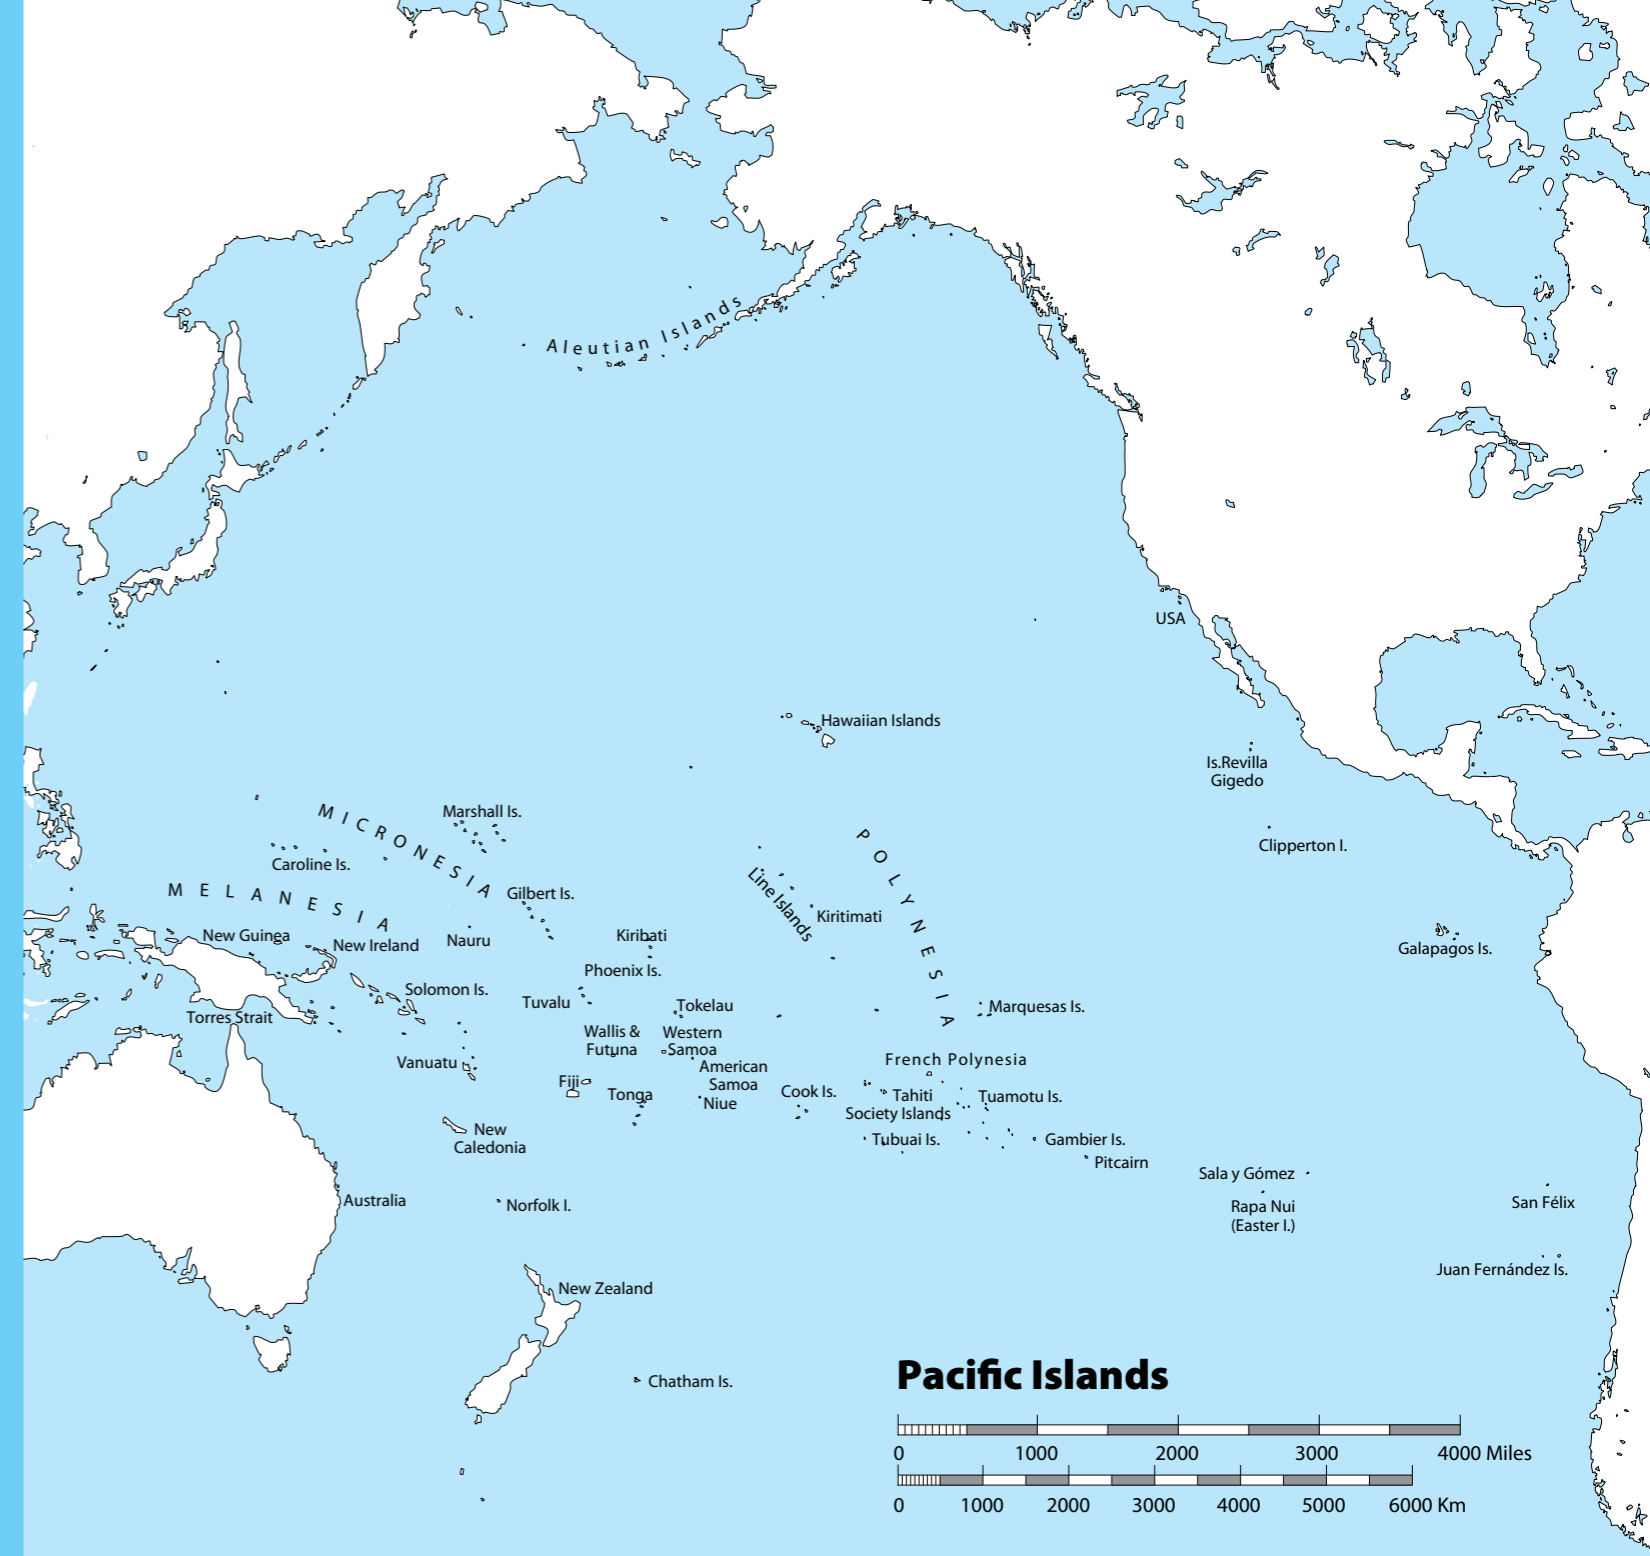 Aleutian Islands
USA
Hawaiian Islands
Is.Revilla
Gigedo
MICRONESIA
Marshall Is.
POLYNESIA
Clipperton I.
Caroline Is.
MELANESIA
Gilbert Is.
Line Islands
Kiritimati
New Guinga
New Ireland
Nauru
Kiribati
Galapagos Is.
Phoenix Is.
Solomon Is.
Tuvalu
Tokelau
Marquesas Is.
Torres Strait
Wallis &
Futuna
Western
Samoa
Vanuatu
American
Samoa
French Polynesia
Fiji
Tonga
Niue
Cook Is.
Tahiti
Tuamotu Is.
Society Islands
New
Caledonia
Tubuai Is.
Gambier Is.
Pitcairn
Sala y Gómez
Australia
Norfolk I.
Rapa Nui
(Easter I.)
San Félix
Juan Fernández Is.
New Zealand
Chatham Is.
Pacific Islands
0 1000 2000 3000 4000 Miles
0 1000 2000 3000 4000 5000 6000 Km